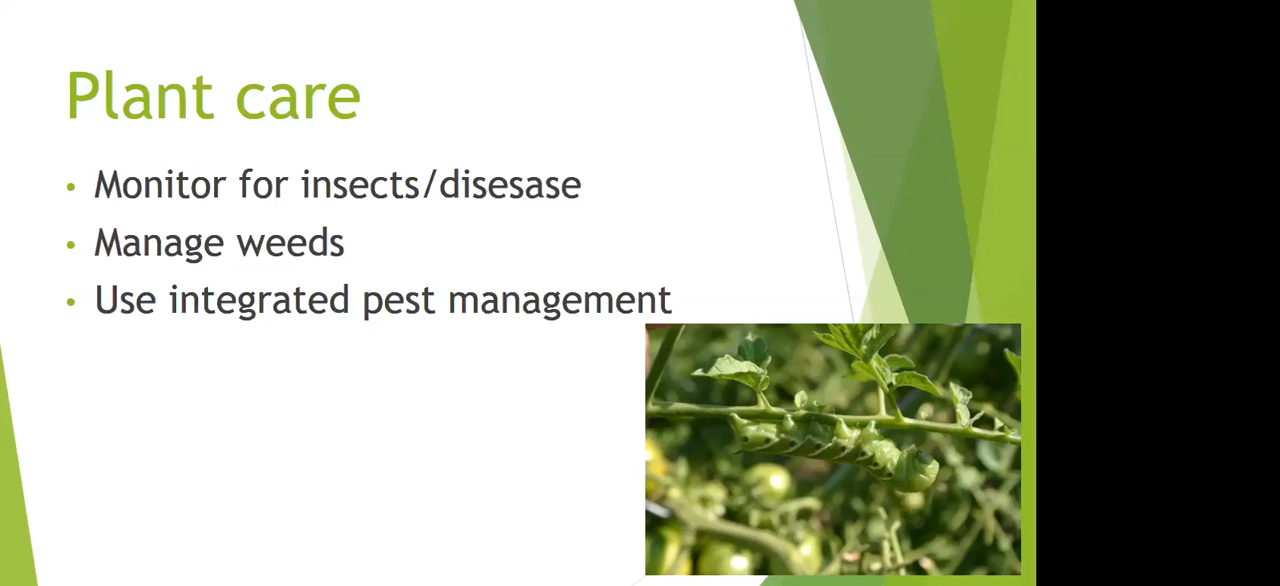 Plant care
• Monitor for insects/disesase
• Manage weeds
• Use integrated pest management